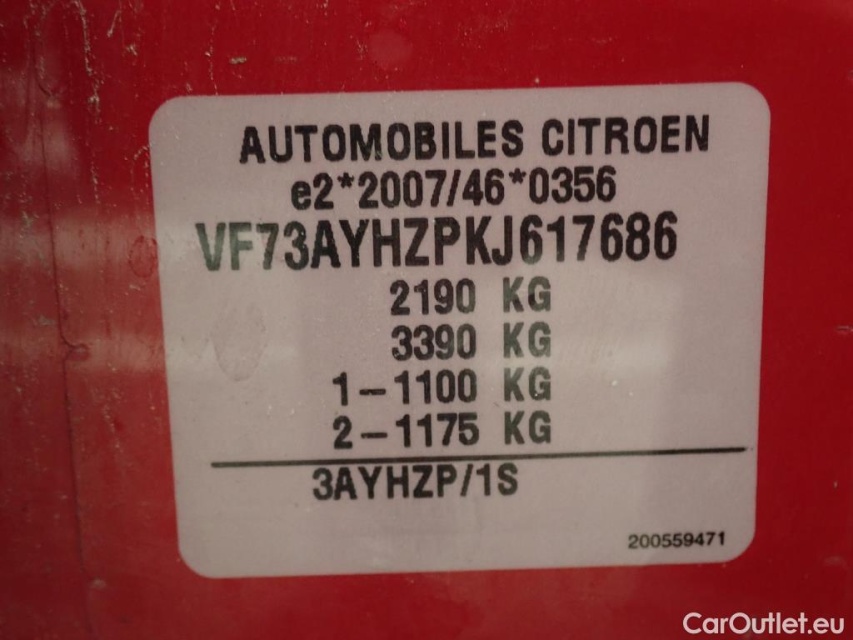 AUTOMOBILES CITROEN
e2*2007/46*0356
VF73AYHZPKJ617686
2190 KG
3390 KG
1-1100 KG
2-1175 KG
3AYHZP/1S
200559471
CarOutlet.eu